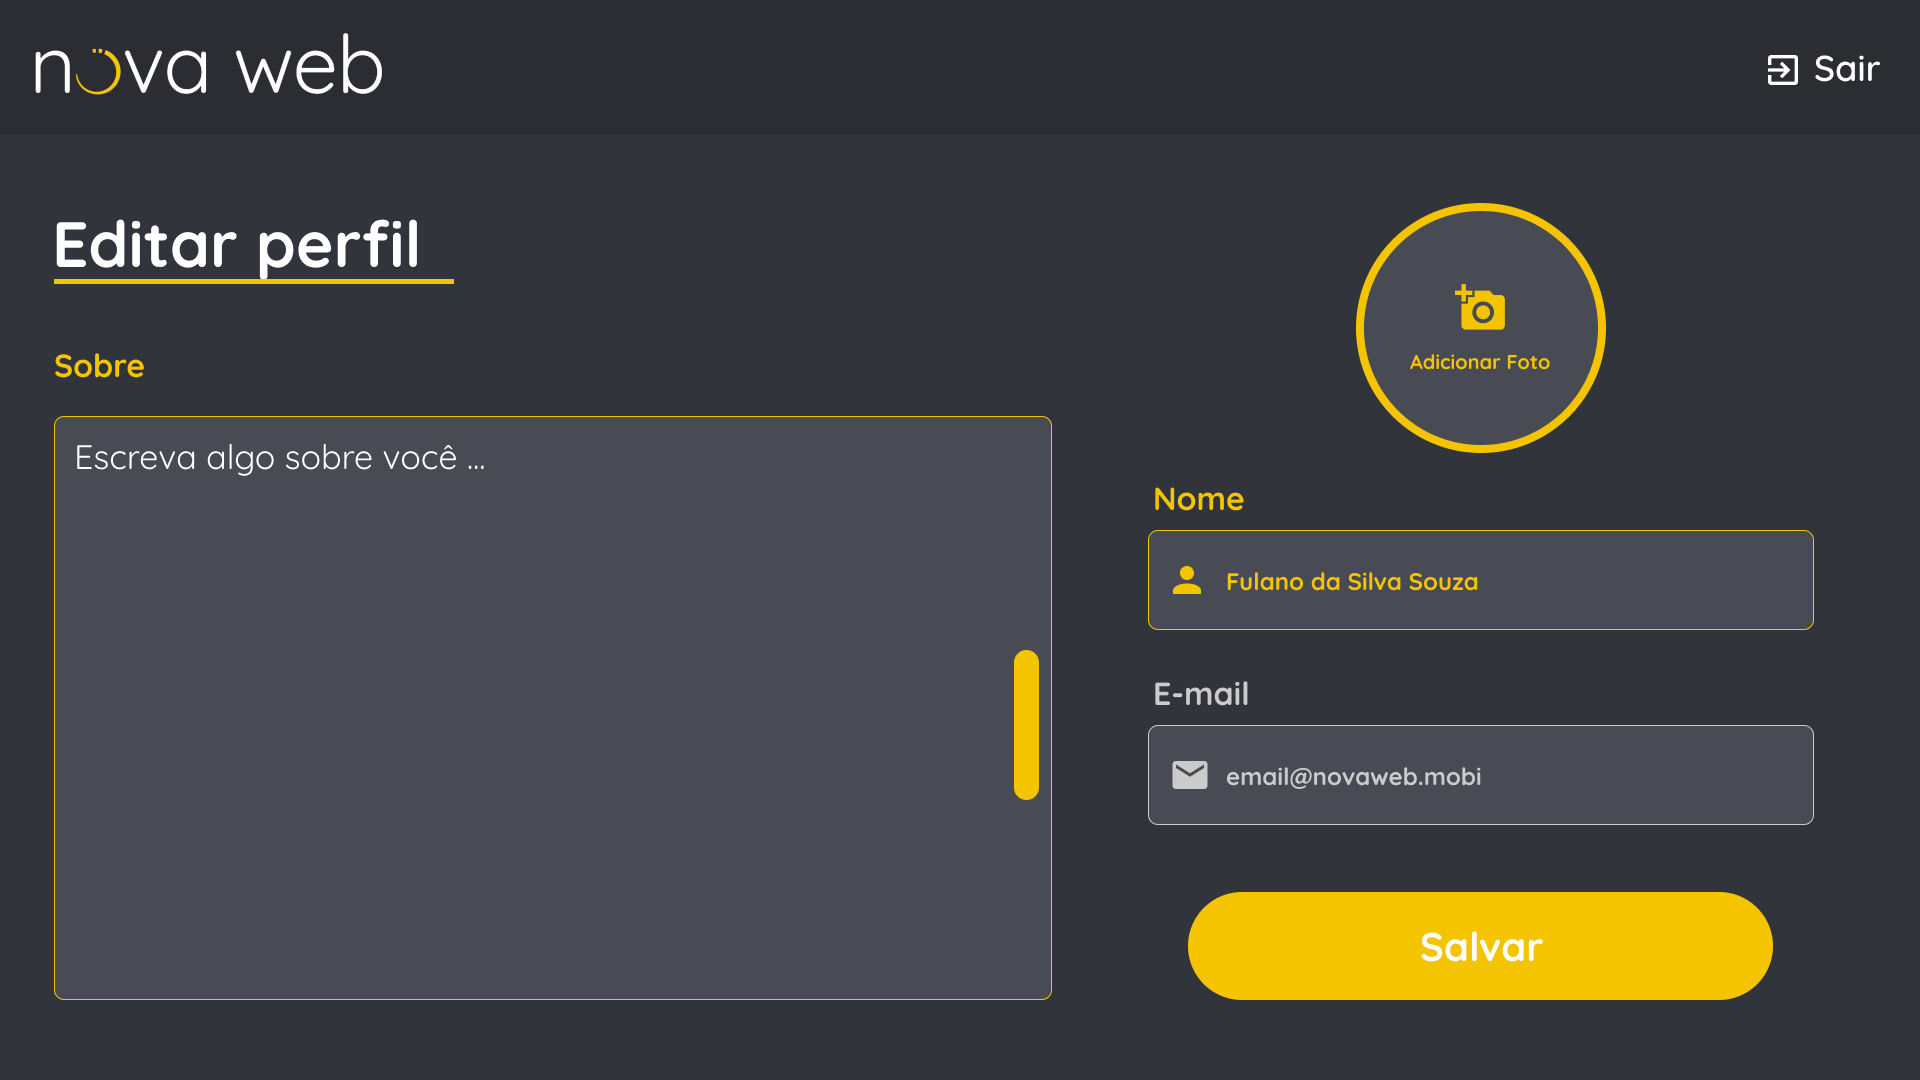 nova web
Sair
Editar perfil
Sobre
Escreva algo sobre você ...
Adicionar Foto
Nome
Fulano da Silva Souza
E-mail
email@novaweb.mobi
Salvar